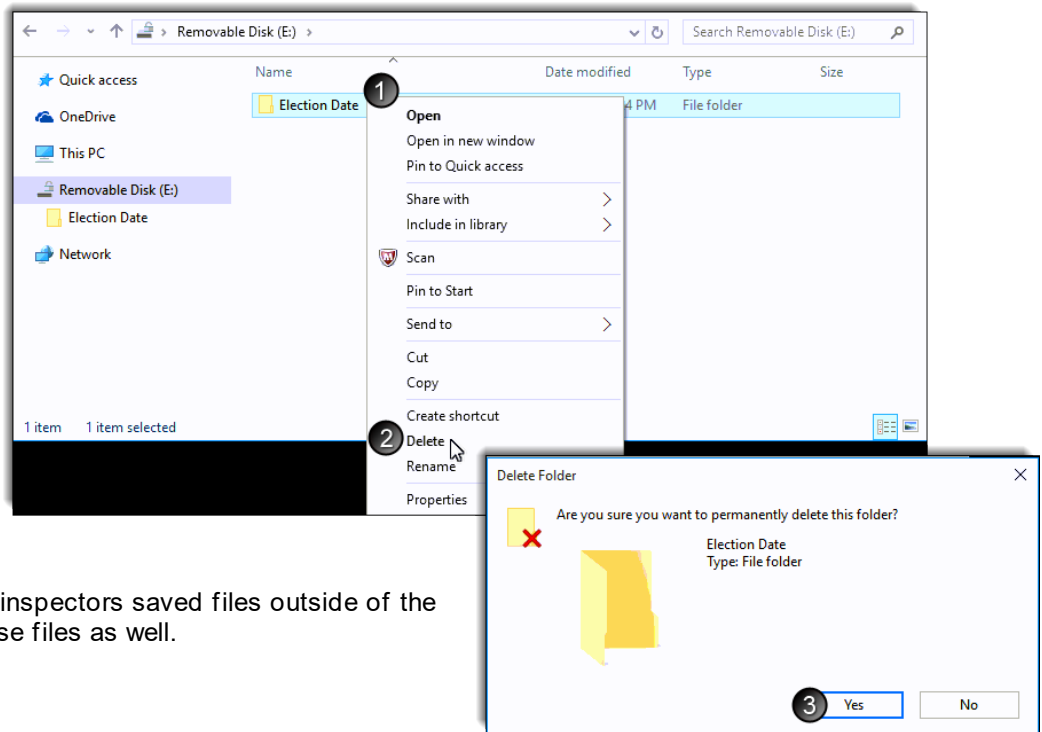 Removable Disk (E:)
Search Removable Disk (E:)
Name Date modified Type Size
Quick access
OneDrive
This PC
Removable Disk (E:)
Election Date
Network
1
Election Date 4 PM File folder
Open
Open in new window
Pin to Quick access
Share with
Include in library
Scan
Pin to Start
Send to
Cut
Copy
Create shortcut
2 Delete
Rename
Properties
1 item 1 item selected
Delete Folder
Are you sure you want to permanently delete this folder?
Election Date
Type: File folder
3 Yes No
inspectors saved files outside of the
se files as well.